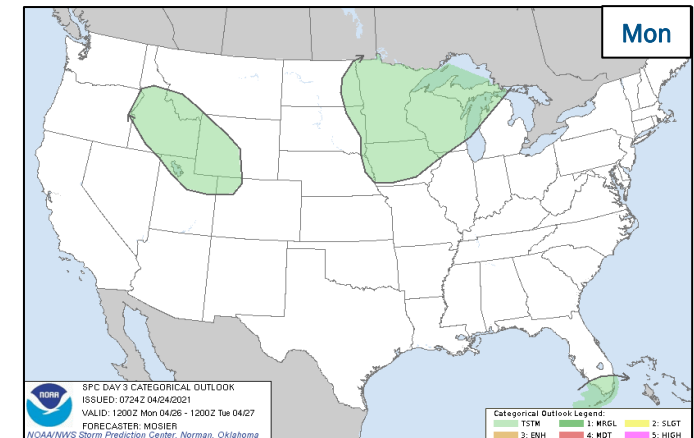 Mon
NOAA
SPC DAY 3 CATEGORICAL OUTLOOK
ISSUED: 0724Z 04/24/2021
VALID: 1200Z Mon 04/26 - 1200Z Tue 04/27
FORECASTER: MOSIER
NOAA/NWS Storm Prediction Center, Norman, Oklahoma
Categorical Outlook Legend:
TSTM 1: MRGL 2: SLGT
3: ENH 4: MDT 5: HIGH